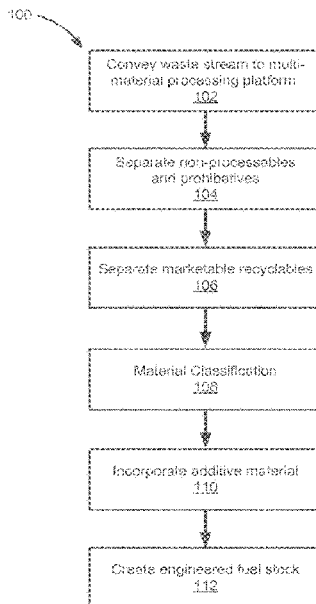 100
Convey waste stream to multi-
material processing platform
102
Separate non-processables
and prohibitives
104
Separate marketable recyclables
106
Material Classification
108
Incorporate additive material
110
Create engineered fuel stock
112